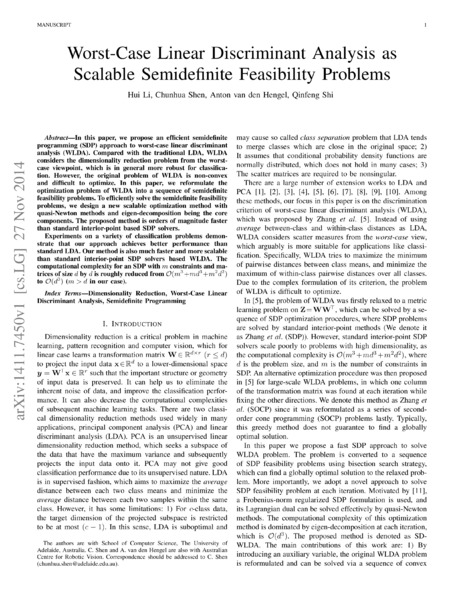 MANUSCRIPT 1
Worst-Case Linear Discriminant Analysis as
Scalable Semidefinite Feasibility Problems
Hui Li, Chunhua Shen, Anton van den Hengel, Qinfeng Shi
arXiv:1411.7450v1 [cs.LG] 27 Nov 2014
Abstract—In this paper, we propose an efficient semidefinite
programming (SDP) approach to worst-case linear discriminant
analysis (WLDA). Compared with the traditional LDA, WLDA
considers the dimensionality reduction problem from the worst-
case viewpoint, which is in general more robust for classifica-
tion. However, the original problem of WLDA is non-convex
and difficult to optimize. In this paper, we reformulate the
optimization problem of WLDA into a sequence of semidefinite
feasibility problems. To efficiently solve the semidefinite feasibility
problems, we design a new scalable optimization method with
quasi-Newton methods and eigen-decomposition being the core
components. The proposed method is orders of magnitude faster
than standard interior-point based SDP solvers.
Experiments on a variety of classification problems demon-
strate that our approach achieves better performance than
standard LDA. Our method is also much faster and more scalable
than standard interior-point SDP solvers based WLDA. The
computational complexity for an SDP with m constraints and ma-
trices of size d by d is roughly reduced from O(m³+md³+m²d²)
to O(d³) (m > d in our case).
Index Terms—Dimensionality Reduction, Worst-Case Linear
Discriminant Analysis, Semidefinite Programming
I. INTRODUCTION
Dimensionality reduction is a critical problem in machine
learning, pattern recognition and computer vision, which for
linear case learns a transformation matrix W ∈ ℝᵈˣʳ (r ≤ d)
to project the input data x ∈ ℝᵈ to a lower-dimensional space
y = W⊤x ∈ ℝʳ such that the important structure or geometry
of input data is preserved. It can help us to eliminate the
inherent noise of data, and improve the classification perfor-
mance. It can also decrease the computational complexities
of subsequent machine learning tasks. There are two classi-
cal dimensionality reduction methods used widely in many
applications, principal component analysis (PCA) and linear
discriminant analysis (LDA). PCA is an unsupervised linear
dimensionality reduction method, which seeks a subspace of
the data that have the maximum variance and subsequently
projects the input data onto it. PCA may not give good
classification performance due to its unsupervised nature. LDA
is in supervised fashion, which aims to maximize the average
distance between each two class means and minimize the
average distance between each two samples within the same
class. However, it has some limitations: 1) For c-class data,
the target dimension of the projected subspace is restricted
to be at most (c − 1). In this sense, LDA is suboptimal and
The authors are with School of Computer Science, The University of
Adelaide, Australia. C. Shen and A. van den Hengel are also with Australian
Centre for Robotic Vision. Correspondence should be addressed to C. Shen
(chunhua.shen@adelaide.edu.au).
may cause so called class separation problem that LDA tends
to merge classes which are close in the original space; 2)
It assumes that conditional probability density functions are
normally distributed, which does not hold in many cases; 3)
The scatter matrices are required to be nonsingular.
There are a large number of extension works to LDA and
PCA [1], [2], [3], [4], [5], [6], [7], [8], [9], [10]. Among
these methods, our focus in this paper is on the discrimination
criterion of worst-case linear discriminant analysis (WLDA),
which was proposed by Zhang et al. [5]. Instead of using
average between-class and within-class distances as LDA,
WLDA considers scatter measures from the worst-case view,
which arguably is more suitable for applications like classi-
fication. Specifically, WLDA tries to maximize the minimum
of pairwise distances between class means, and minimize the
maximum of within-class pairwise distances over all classes.
Due to the complex formulation of its criterion, the problem
of WLDA is difficult to optimize.
In [5], the problem of WLDA was firstly relaxed to a metric
learning problem on Z = WW⊤, which can be solved by a se-
quence of SDP optimization procedures, where SDP problems
are solved by standard interior-point methods (We denote it
as Zhang et al. (SDP)). However, standard interior-point SDP
solvers scale poorly to problems with high dimensionality, as
the computational complexity is O(m³ + md³ + m²d²), where
d is the problem size, and m is the number of constraints in
SDP. An alternative optimization procedure was then proposed
in [5] for large-scale WLDA problems, in which one column
of the transformation matrix was found at each iteration while
fixing the other directions. We denote this method as Zhang et
al. (SOCP) since it was reformulated as a series of second-
order cone programming (SOCP) problems lastly. Typically,
this greedy method does not guarantee to find a globally
optimal solution.
In this paper we propose a fast SDP approach to solve
WLDA problem. The problem is converted to a sequence
of SDP feasibility problems using bisection search strategy,
which can find a globally optimal solution to the relaxed prob-
lem. More importantly, we adopt a novel approach to solve
SDP feasibility problem at each iteration. Motivated by [11],
a Frobenius-norm regularized SDP formulation is used, and
its Lagrangian dual can be solved effectively by quasi-Newton
methods. The computational complexity of this optimization
method is dominated by eigen-decomposition at each iteration,
which is O(d³). The proposed method is denoted as SD-
WLDA. The main contributions of this work are: 1) By
introducing an auxiliary variable, the original WLDA problem
is reformulated and can be solved via a sequence of convex